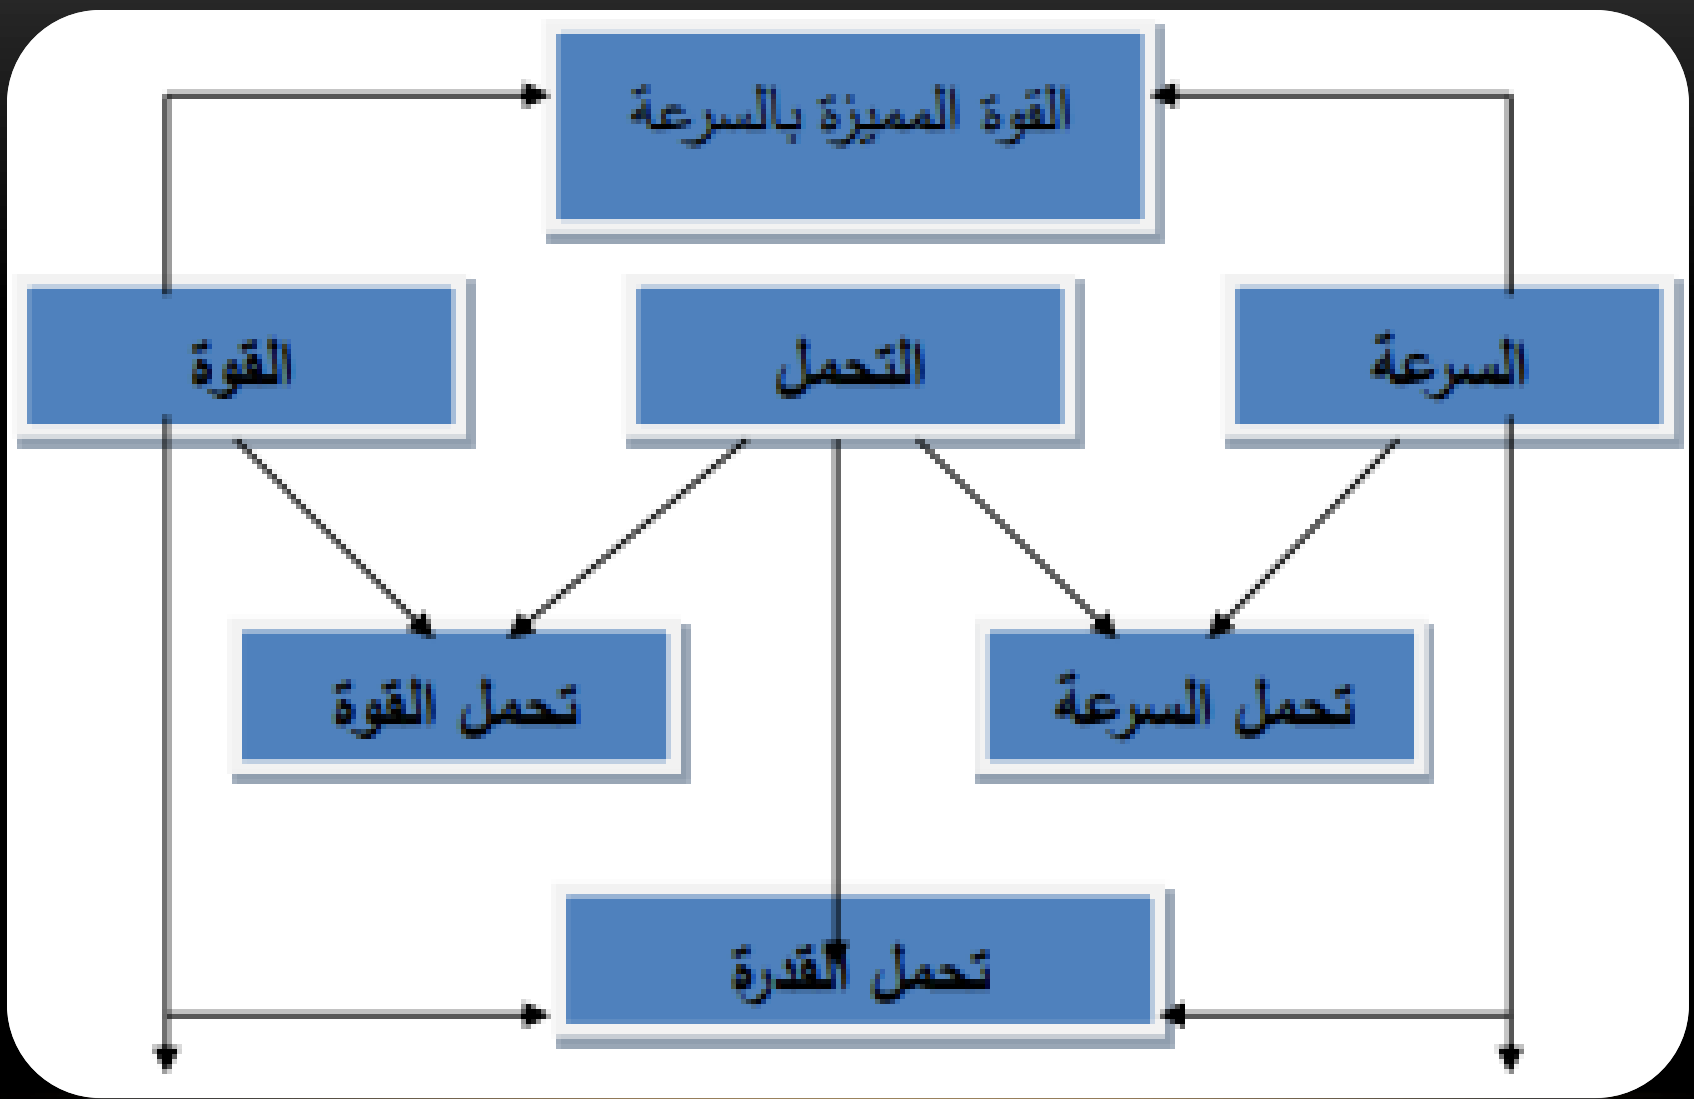 القوة المميزة بالسرعة
السرعة
التحمل
القوة
تحمل السرعة
تحمل القوة
تحمل القدرة